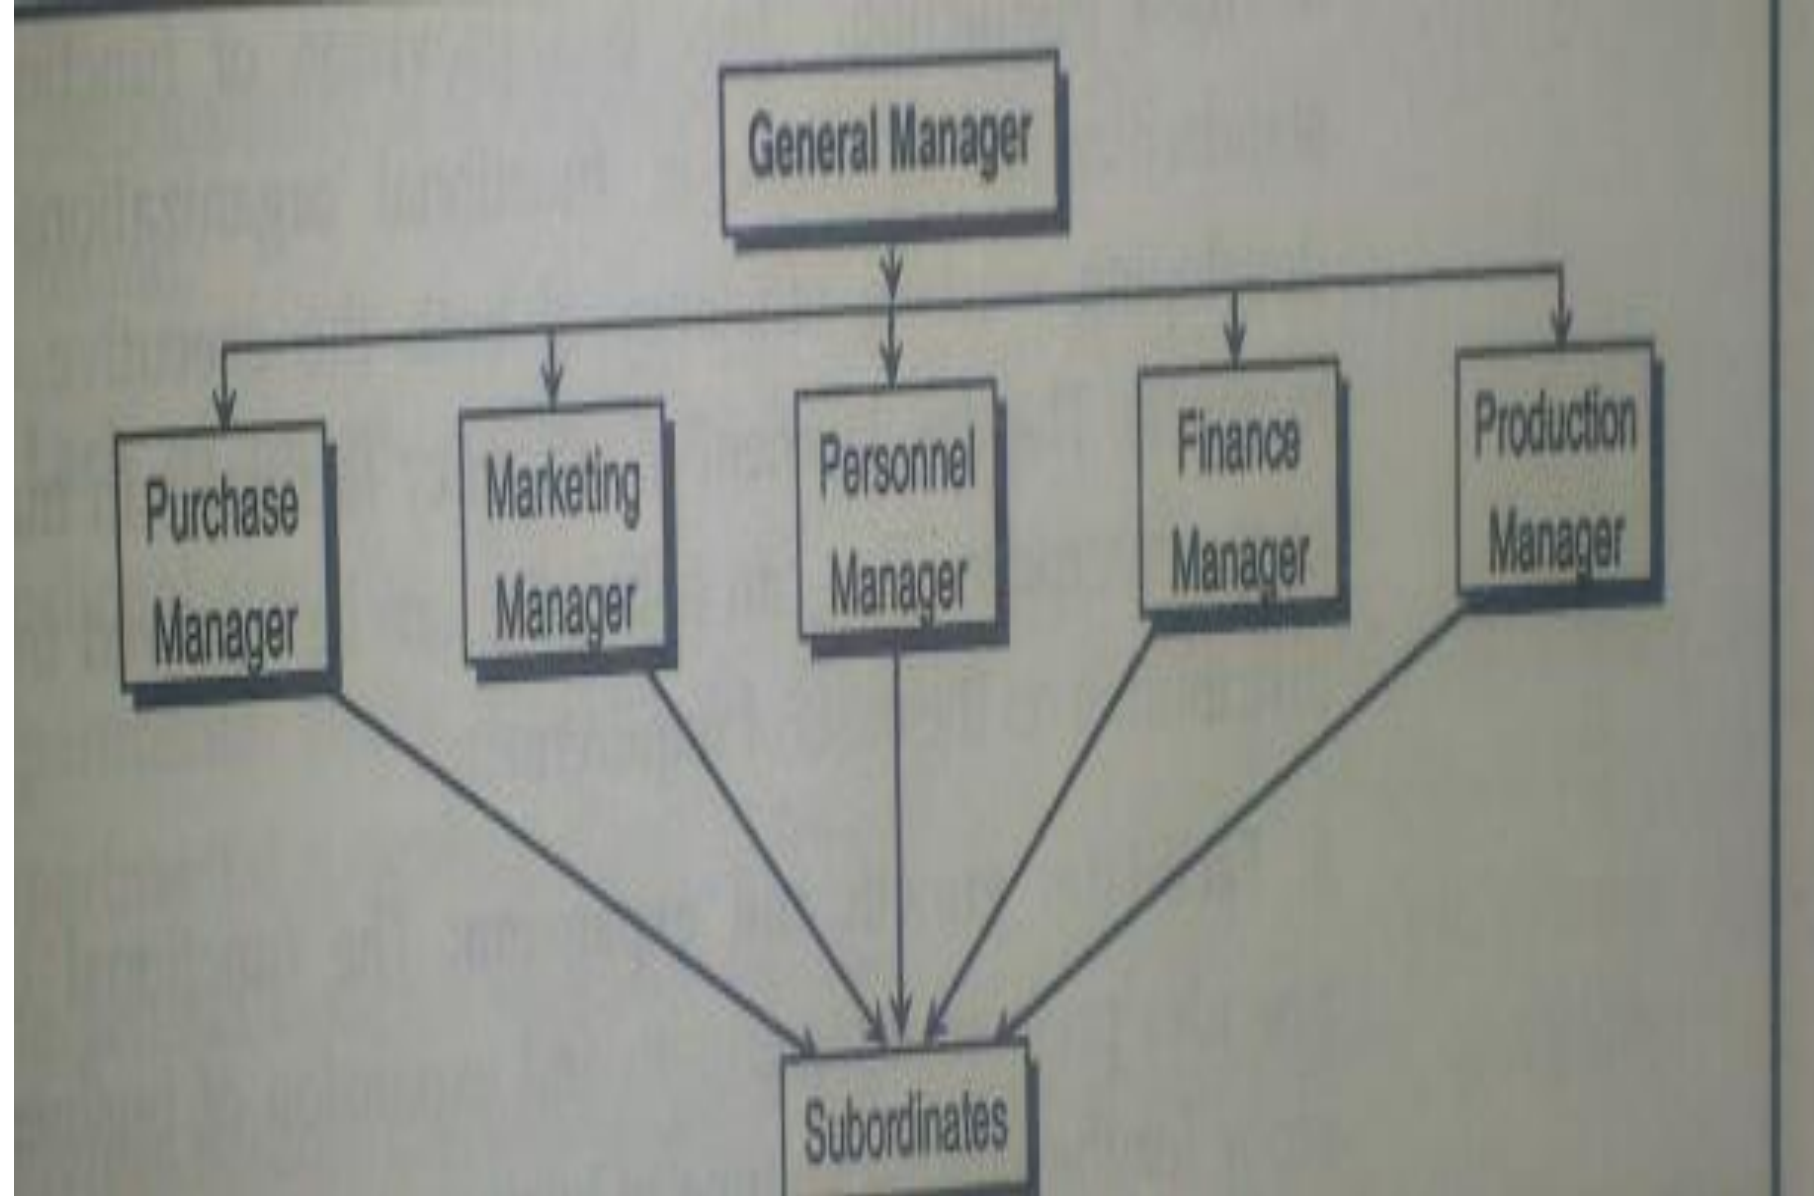 General Manager
Purchase
Manager
Marketing
Manager
Personnel
Manager
Finance
Manager
Production
Manager
Subordinates